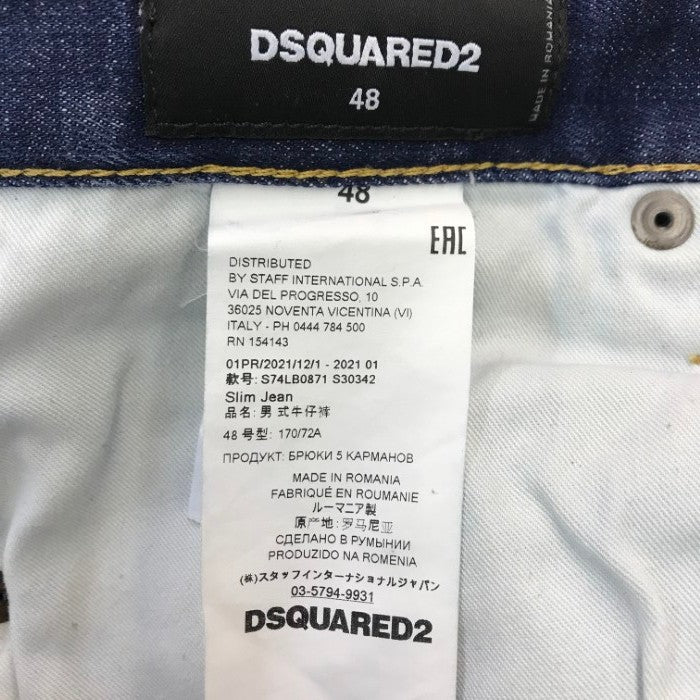 DSQUARED2
48
MADE IN ROMANIA
48
EAC
DISTRIBUTED
BY STAFF INTERNATIONAL S.P.A.
VIA DEL PROGRESSO, 10
36025 NOVENTA VICENTINA (VI)
ITALY - PH 0444 784 500
RN 154143
01PR/2021/12/1 - 2021 01
款号: S74LB0871 S30342
Slim Jean
品名: 男式牛仔裤
48 号型: 170/72A
ПРОДУКТ: БРЮКИ 5 КАРМАНОВ
MADE IN ROMANIA
FABRIQUÉ EN ROUMANIE
ルーマニア製
原产地: 罗马尼亚
СДЕЛАНО В РУМЫНИИ
PRODUZIDO NA ROMÊNIA
(株)スタッフインターナショナルジャパン
03-5794-9931
DSQUARED2